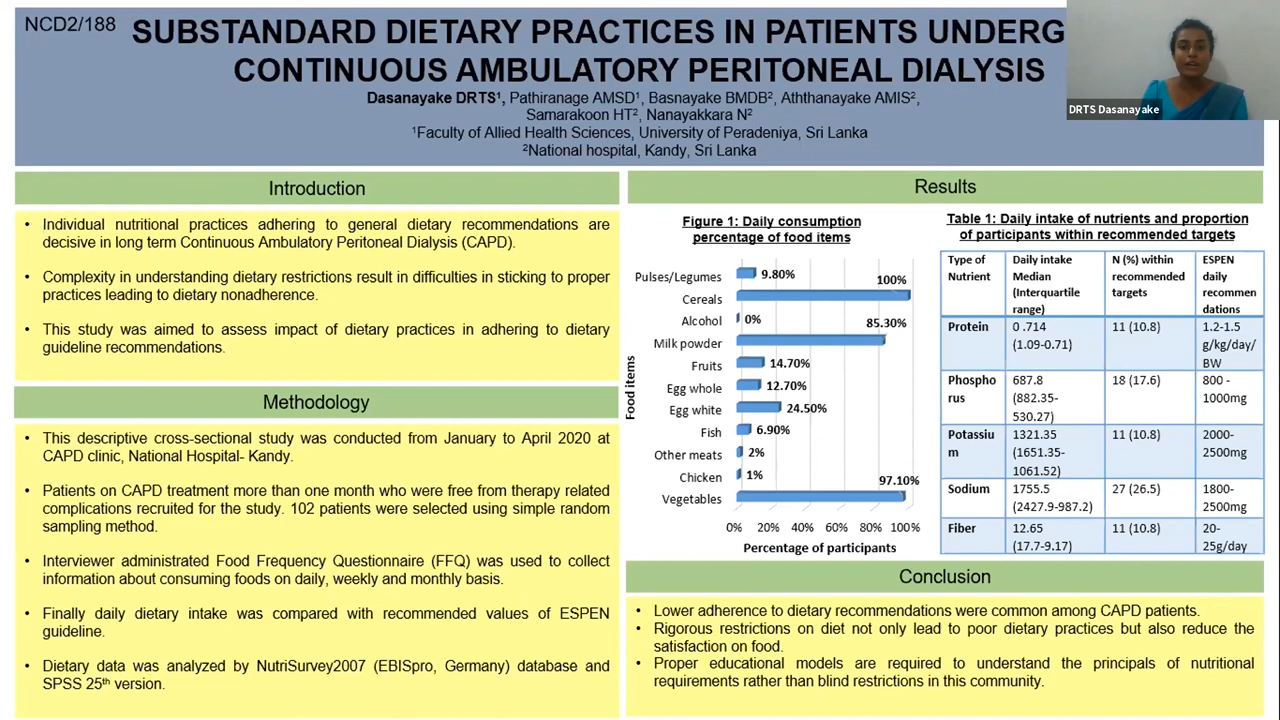 NCD2/188
SUBSTANDARD DIETARY PRACTICES IN PATIENTS UNDERG
CONTINUOUS AMBULATORY PERITONEAL DIALYSIS
Dasanayake DRTS¹, Pathiranage AMSD¹, Basnayake BMDB², Aththanayake AMIS²,
Samarakoon HT², Nanayakkara N²
¹Faculty of Allied Health Sciences, University of Peradeniya, Sri Lanka
²National hospital, Kandy, Sri Lanka
DRTS Dasanayake
Introduction
• Individual nutritional practices adhering to general dietary recommendations are
decisive in long term Continuous Ambulatory Peritoneal Dialysis (CAPD).
• Complexity in understanding dietary restrictions result in difficulties in sticking to proper
practices leading to dietary nonadherence.
• This study was aimed to assess impact of dietary practices in adhering to dietary
guideline recommendations.
Methodology
• This descriptive cross-sectional study was conducted from January to April 2020 at
CAPD clinic, National Hospital- Kandy.
• Patients on CAPD treatment more than one month who were free from therapy related
complications recruited for the study. 102 patients were selected using simple random
sampling method.
• Interviewer administrated Food Frequency Questionnaire (FFQ) was used to collect
information about consuming foods on daily, weekly and monthly basis.
• Finally daily dietary intake was compared with recommended values of ESPEN
guideline.
• Dietary data was analyzed by NutriSurvey2007 (EBISpro, Germany) database and
SPSS 25th version.
Results
Figure 1: Daily consumption
percentage of food items
Food items
Pulses/Legumes 9.80%
Cereals 100%
Alcohol 0%
Milk powder 85.30%
Fruits 14.70%
Egg whole 12.70%
Egg white 24.50%
Fish 6.90%
Other meats 2%
Chicken 1%
Vegetables 97.10%
0% 20% 40% 60% 80% 100%
Percentage of participants
Table 1: Daily intake of nutrients and proportion
of participants within recommended targets
Type of Daily intake N (%) within ESPEN
Nutrient Median recommended daily
(Interquartile targets recommen
range) dations
Protein 0 .714 11 (10.8) 1.2-1.5
(1.09-0.71) g/kg/day/
BW
Phospho 687.8 18 (17.6) 800 -
rus (882.35- 1000mg
530.27)
Potassiu 1321.35 11 (10.8) 2000-
m (1651.35- 2500mg
1061.52)
Sodium 1755.5 27 (26.5) 1800-
(2427.9-987.2) 2500mg
Fiber 12.65 11 (10.8) 20-
(17.7-9.17) 25g/day
Conclusion
• Lower adherence to dietary recommendations were common among CAPD patients.
• Rigorous restrictions on diet not only lead to poor dietary practices but also reduce the
satisfaction on food.
• Proper educational models are required to understand the principals of nutritional
requirements rather than blind restrictions in this community.